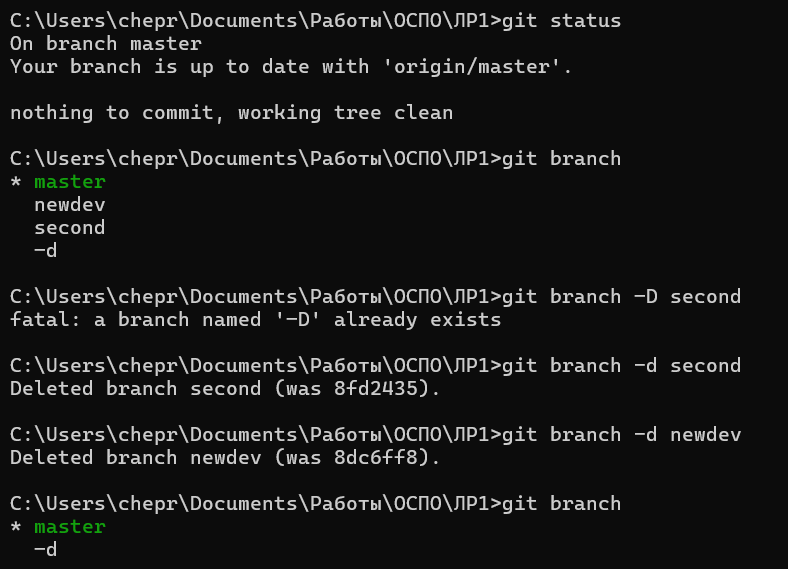 C:\Users\chepr\Documents\Работы\ОСПО\ЛР1>git status
On branch master
Your branch is up to date with 'origin/master'.
nothing to commit, working tree clean
C:\Users\chepr\Documents\Работы\ОСПО\ЛР1>git branch
* master
newdev
second
–d
C:\Users\chepr\Documents\Работы\ОСПО\ЛР1>git branch –D second
fatal: a branch named '–D' already exists
C:\Users\chepr\Documents\Работы\ОСПО\ЛР1>git branch -d second
Deleted branch second (was 8fd2435).
C:\Users\chepr\Documents\Работы\ОСПО\ЛР1>git branch -d newdev
Deleted branch newdev (was 8dc6ff8).
C:\Users\chepr\Documents\Работы\ОСПО\ЛР1>git branch
* master
–d